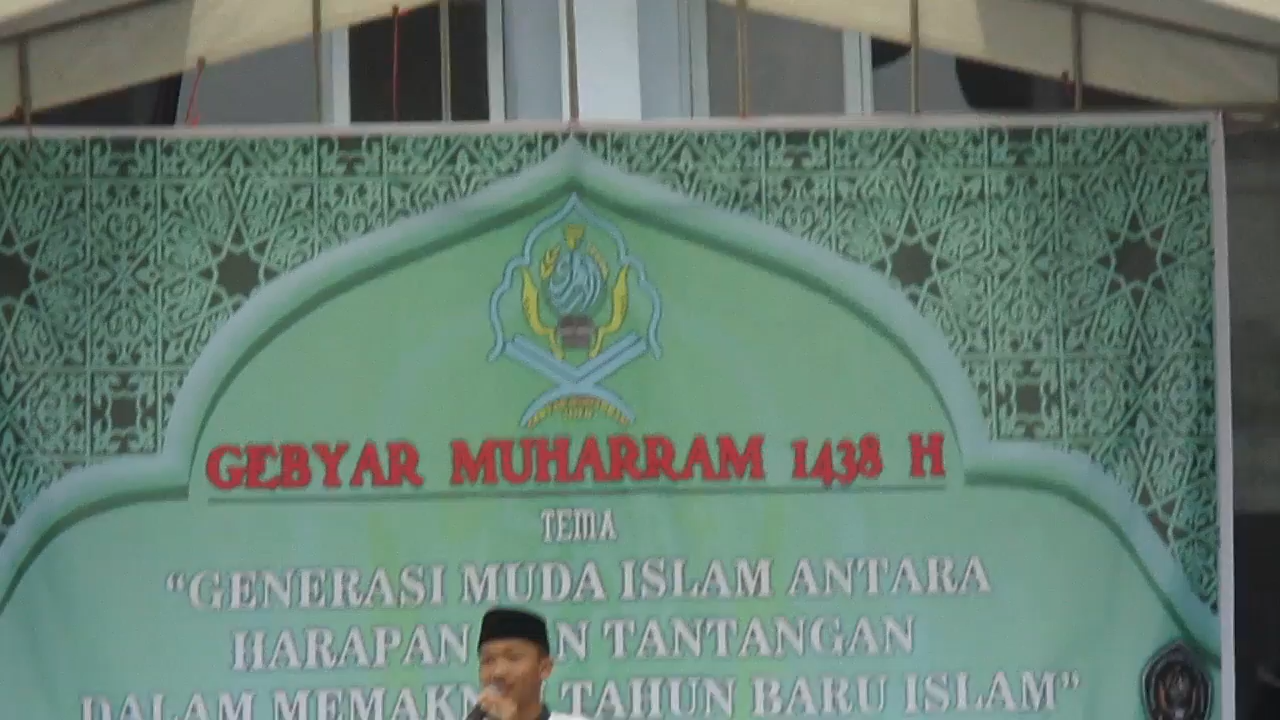 GEBYAR MUHARRAM 1438 H
TEMA
“GENERASI MUDA ISLAM ANTARA
HARAPAN TANTANGAN
DALAM TAHUN BARU ISLAM”